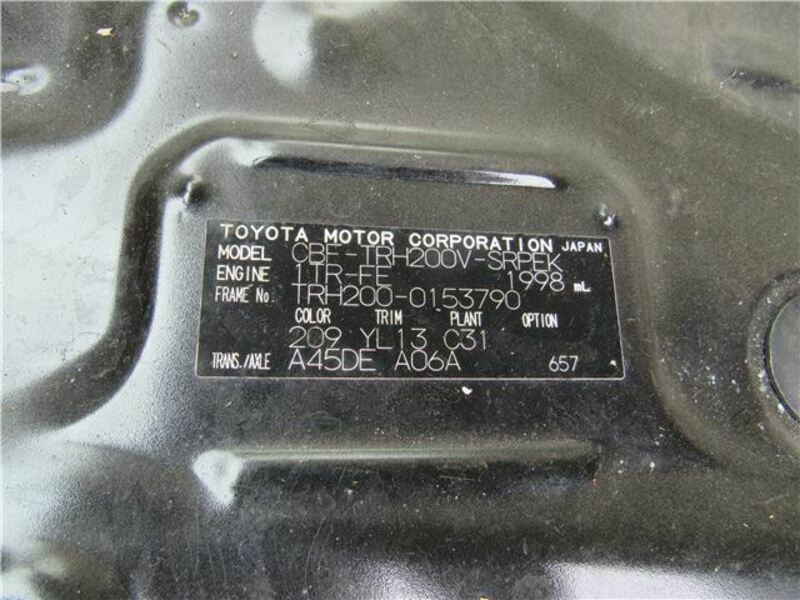 TOYOTA MOTOR CORPORATION JAPAN
MODEL CBF-TRH200V-SRPEK
ENGINE 1TR-FE 1998 mL
FRAME No. TRH200-0153790
COLOR TRIM PLANT OPTION
209 YL13 C31
TRANS./AXLE A45DE A06A 657